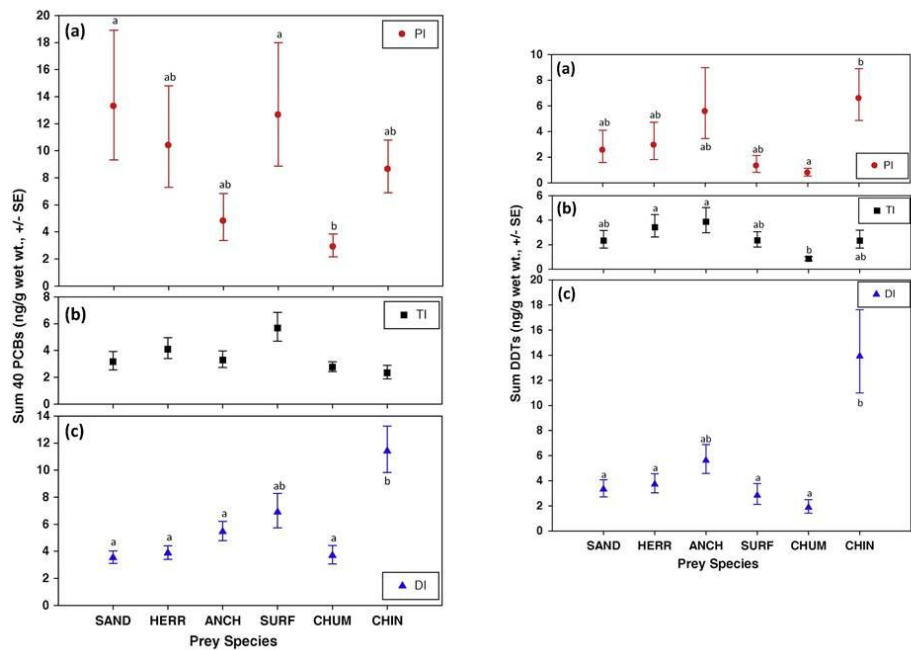 Sum 40 PCBs (ng/g wet wt., +/- SE)
20
18
16
14
12
10
8
6
4
2
0
(a)
PI
a
ab
ab
a
b
ab
6
4
2
0
(b)
TI
14
12
10
8
6
4
2
0
(c)
DI
a
a
a
ab
a
b
SAND HERR ANCH SURF CHUM CHIN
Prey Species
Sum DDTs (ng/g wet wt., +/- SE)
10
8
6
4
2
0
(a)
PI
ab
ab
ab
ab
a
b
6
4
2
0
(b)
TI
ab
a
a
ab
b
ab
20
18
16
14
12
10
8
6
4
2
0
(c)
DI
a
a
ab
a
a
b
SAND HERR ANCH SURF CHUM CHIN
Prey Species